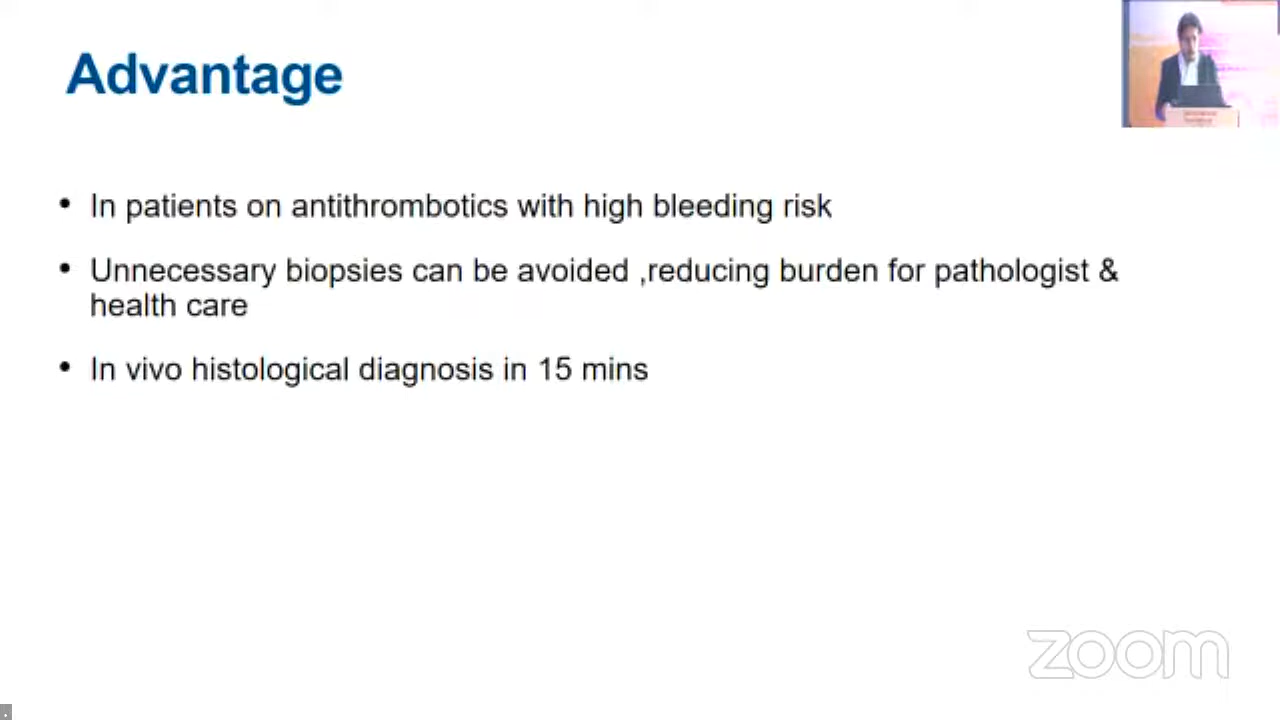 Advantage
• In patients on antithrombotics with high bleeding risk
• Unnecessary biopsies can be avoided ,reducing burden for pathologist &
health care
• In vivo histological diagnosis in 15 mins
zoom